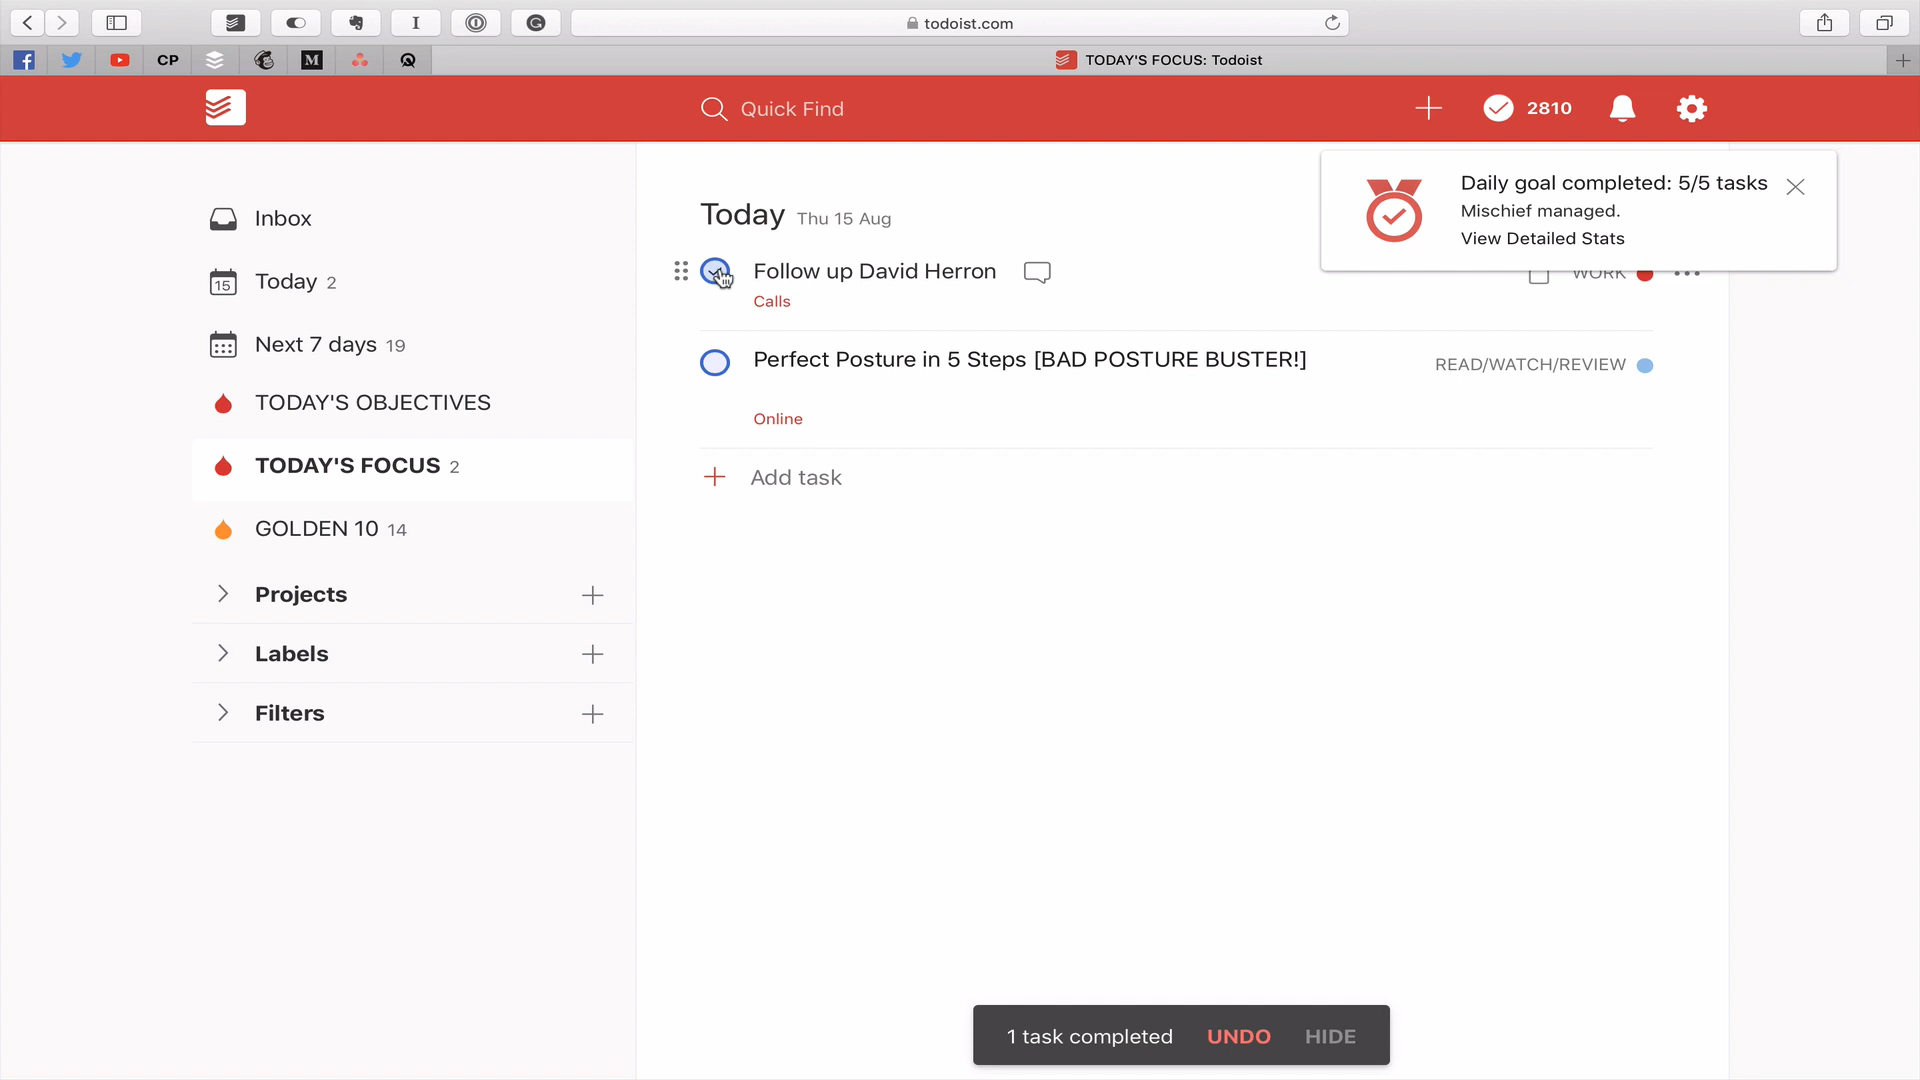 todoist.com
CP
M
TODAY'S FOCUS: Todoist
Quick Find
2810
Daily goal completed: 5/5 tasks
Mischief managed.
View Detailed Stats
Inbox
15
Today 2
Next 7 days 19
TODAY'S OBJECTIVES
TODAY'S FOCUS 2
GOLDEN 10 14
Projects
Labels
Filters
Today Thu 15 Aug
Follow up David Herron
WORK
Calls
Perfect Posture in 5 Steps [BAD POSTURE BUSTER!]
READ/WATCH/REVIEW
Online
Add task
1 task completed UNDO HIDE